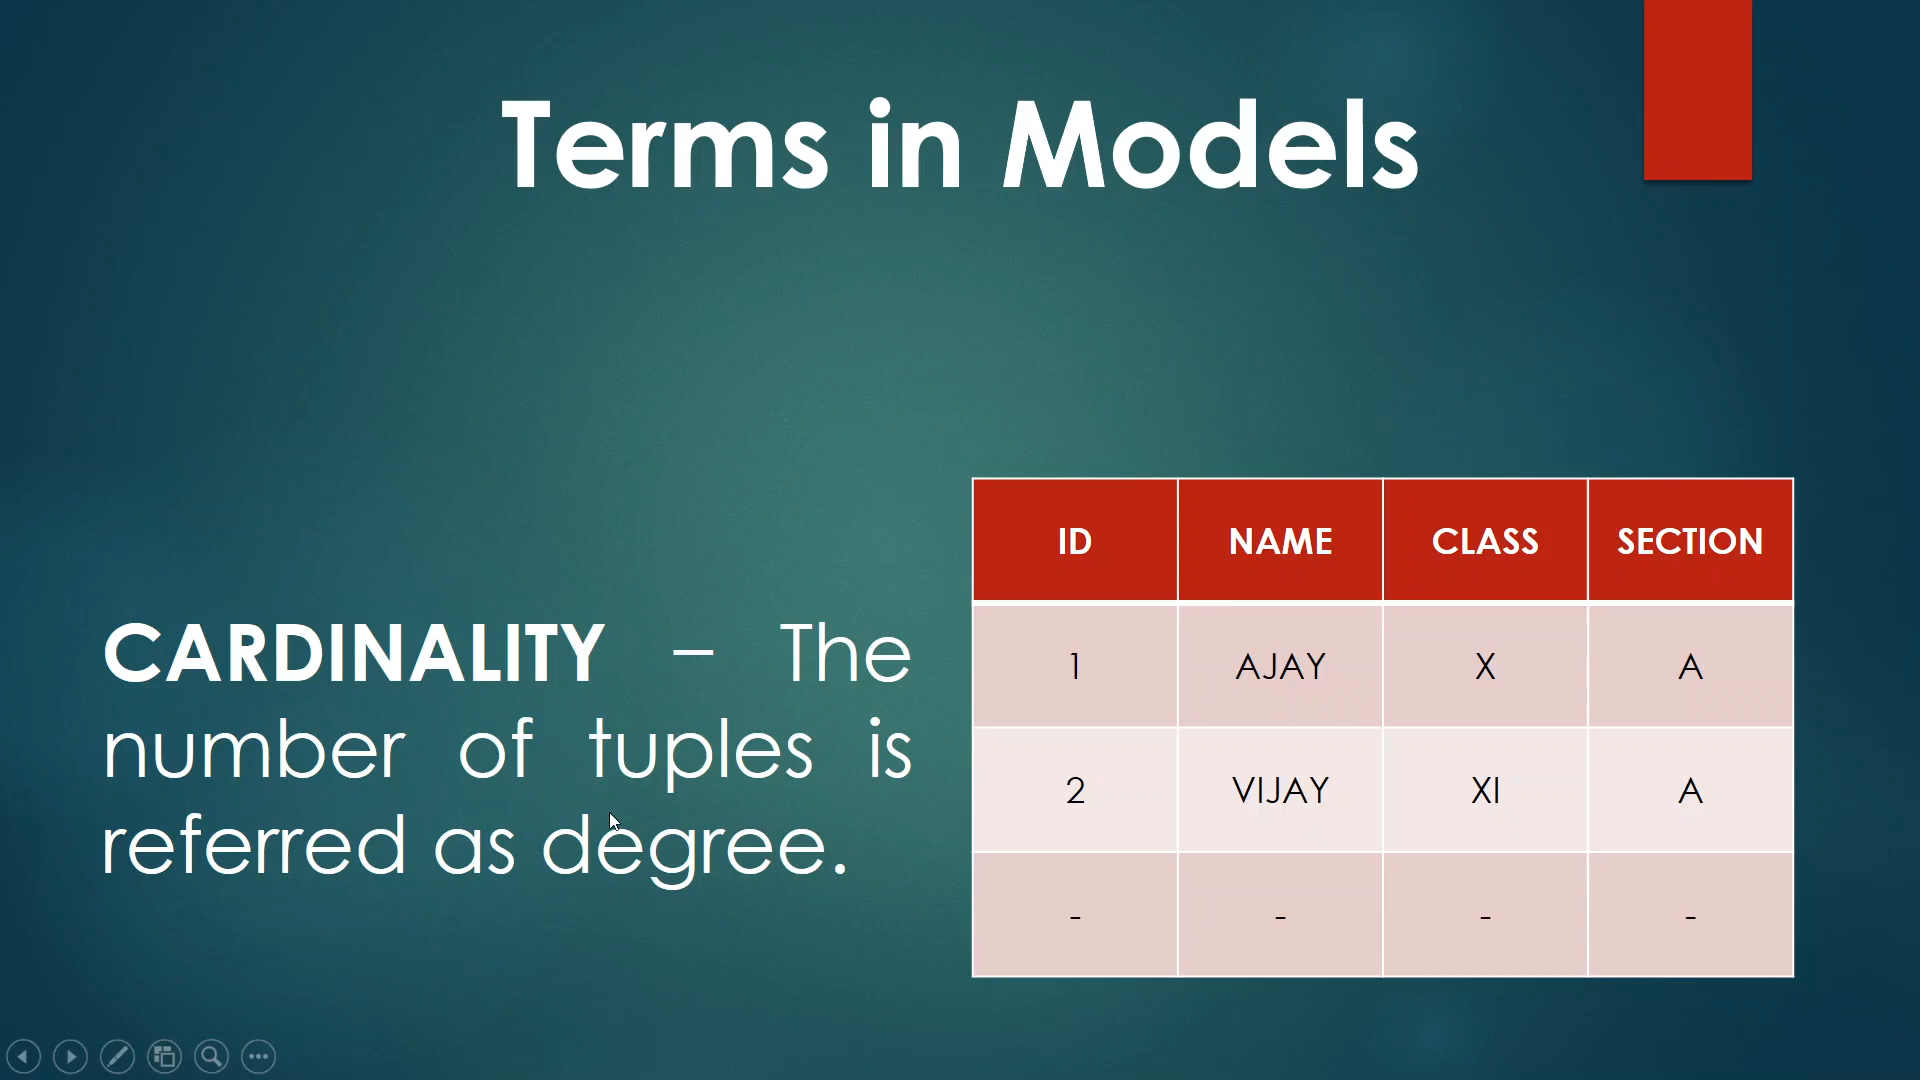 Terms in Models
CARDINALITY – The
number of tuples is
referred as degree.
ID NAME CLASS SECTION
1 AJAY X A
2 VIJAY XI A
- - - -